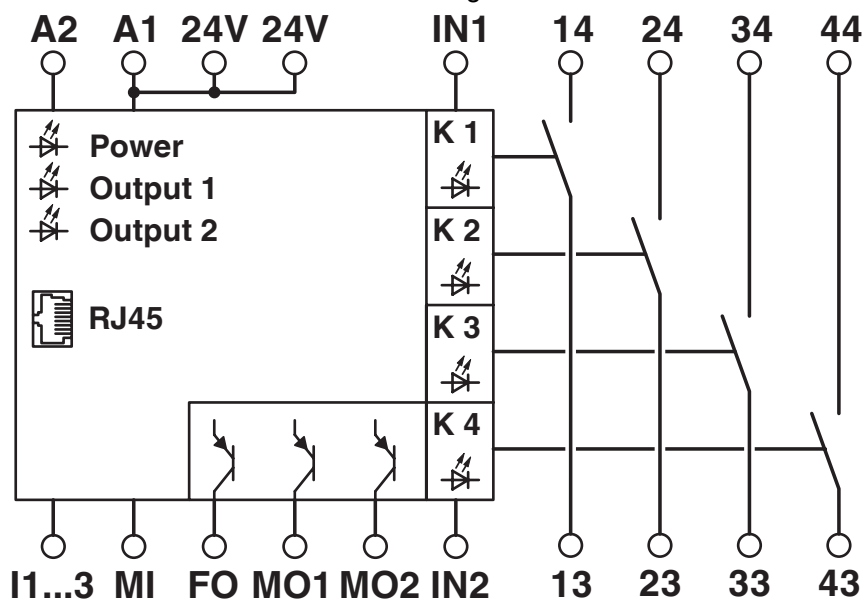 A2 A1 24V 24V IN1 14 24 34 44
K 1
Power
Output 1
Output 2
K 2
RJ45
K 3
K 4
I1...3 MI FO MO1 MO2 IN2 13 23 33 43